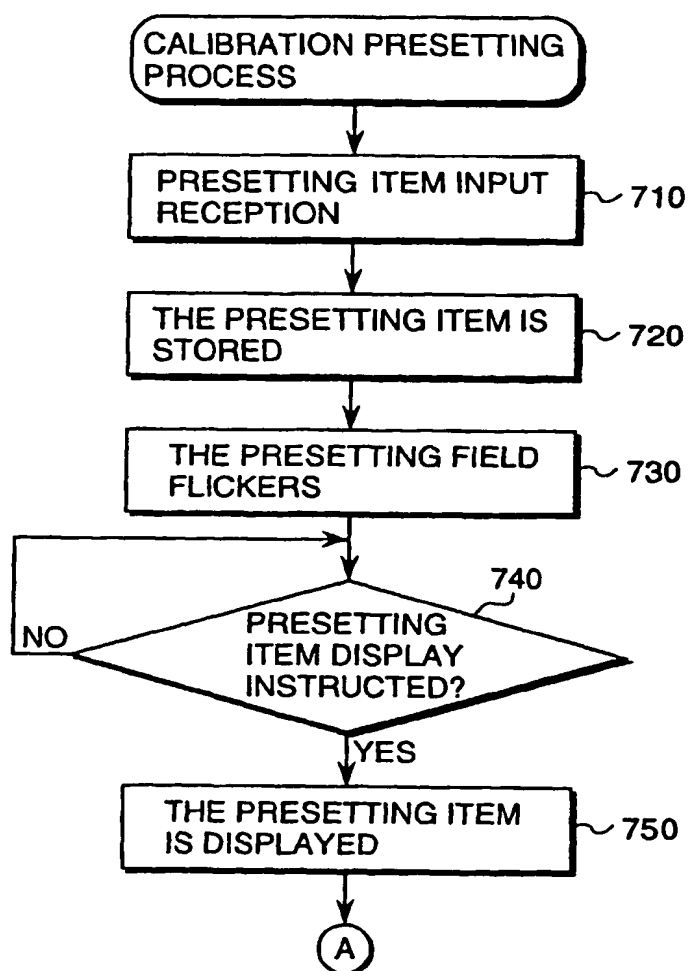 CALIBRATION PRESETTING
PROCESS
PRESETTING ITEM INPUT
RECEPTION
710
THE PRESETTING ITEM IS
STORED
720
THE PRESETTING FIELD
FLICKERS
730
740
NO
PRESETTING
ITEM DISPLAY
INSTRUCTED?
YES
THE PRESETTING ITEM
IS DISPLAYED
750
A